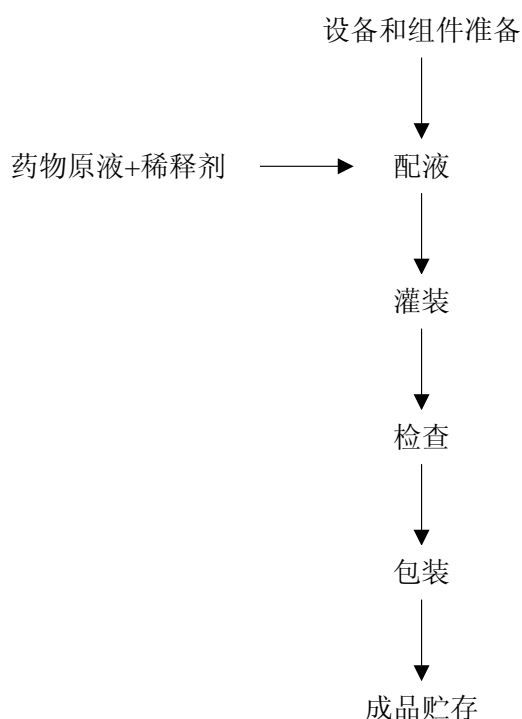 设备和组件准备
药物原液+稀释剂
配液
灌装
检查
包装
成品贮存